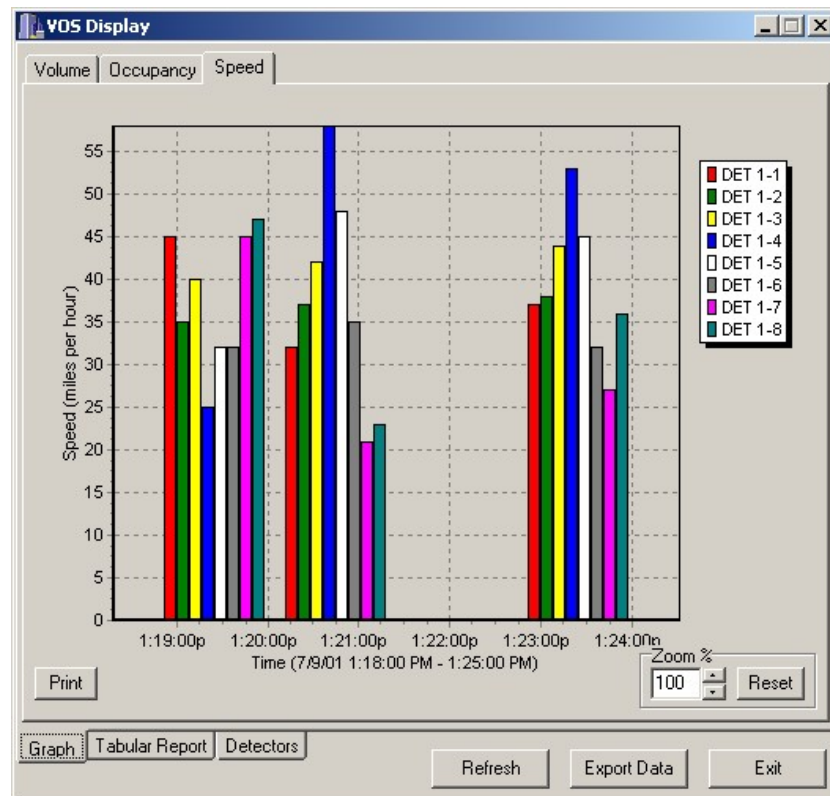 VOS Display
Volume Occupancy Speed
55
50
45
40
35
30
25
20
15
10
5
0
Speed (miles per hour)
DET 1-1
DET 1-2
DET 1-3
DET 1-4
DET 1-5
DET 1-6
DET 1-7
DET 1-8
1:19:00p 1:20:00p 1:21:00p 1:22:00p 1:23:00p 1:24:00p
Time (7/9/01 1:18:00 PM - 1:25:00 PM)
Zoom %
Print 100 Reset
Graph Tabular Report Detectors
Refresh Export Data Exit